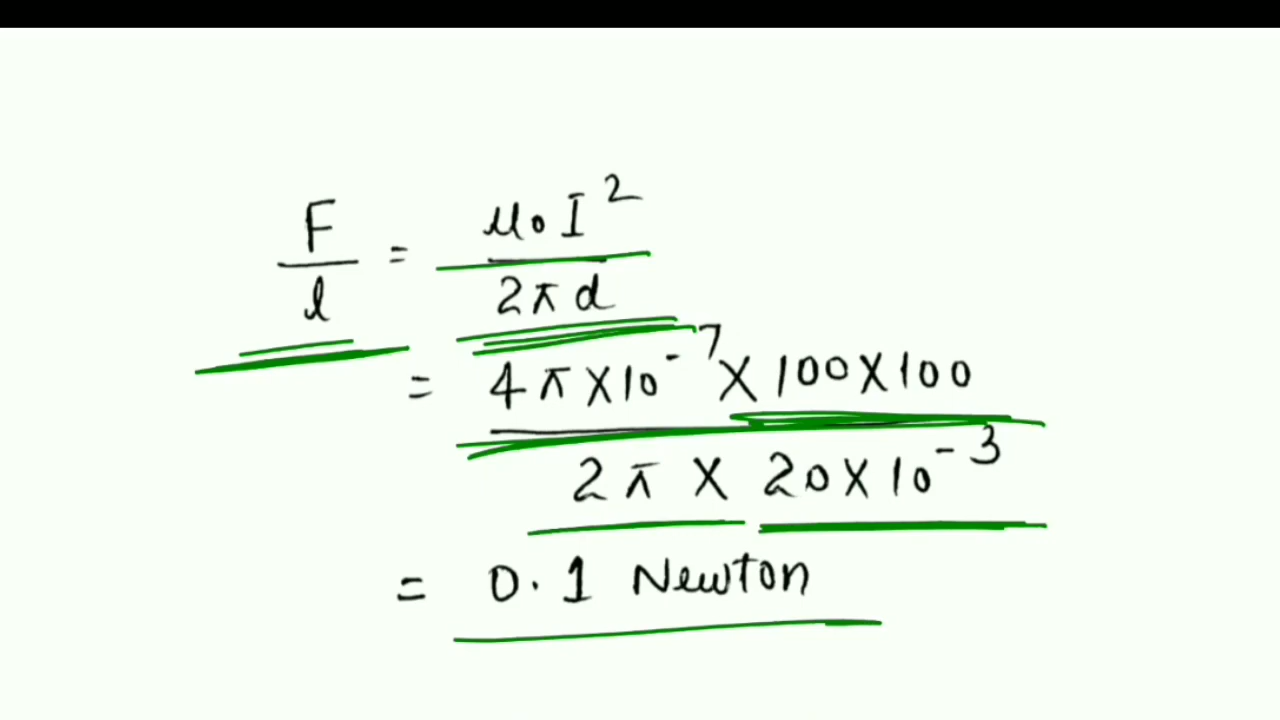 F/l = μ₀I²/2πd
= 4π×10⁻⁷×100×100/2π×20×10⁻³
= 0.1 Newton